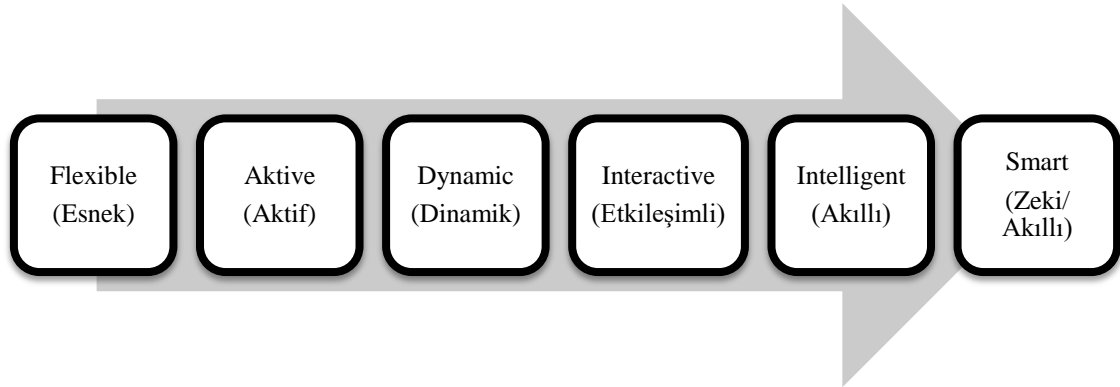 Flexible
(Esnek)
Aktive
(Aktif)
Dynamic
(Dinamik)
Interactive
(Etkileşimli)
Intelligent
(Akıllı)
Smart
(Zeki/
Akıllı)